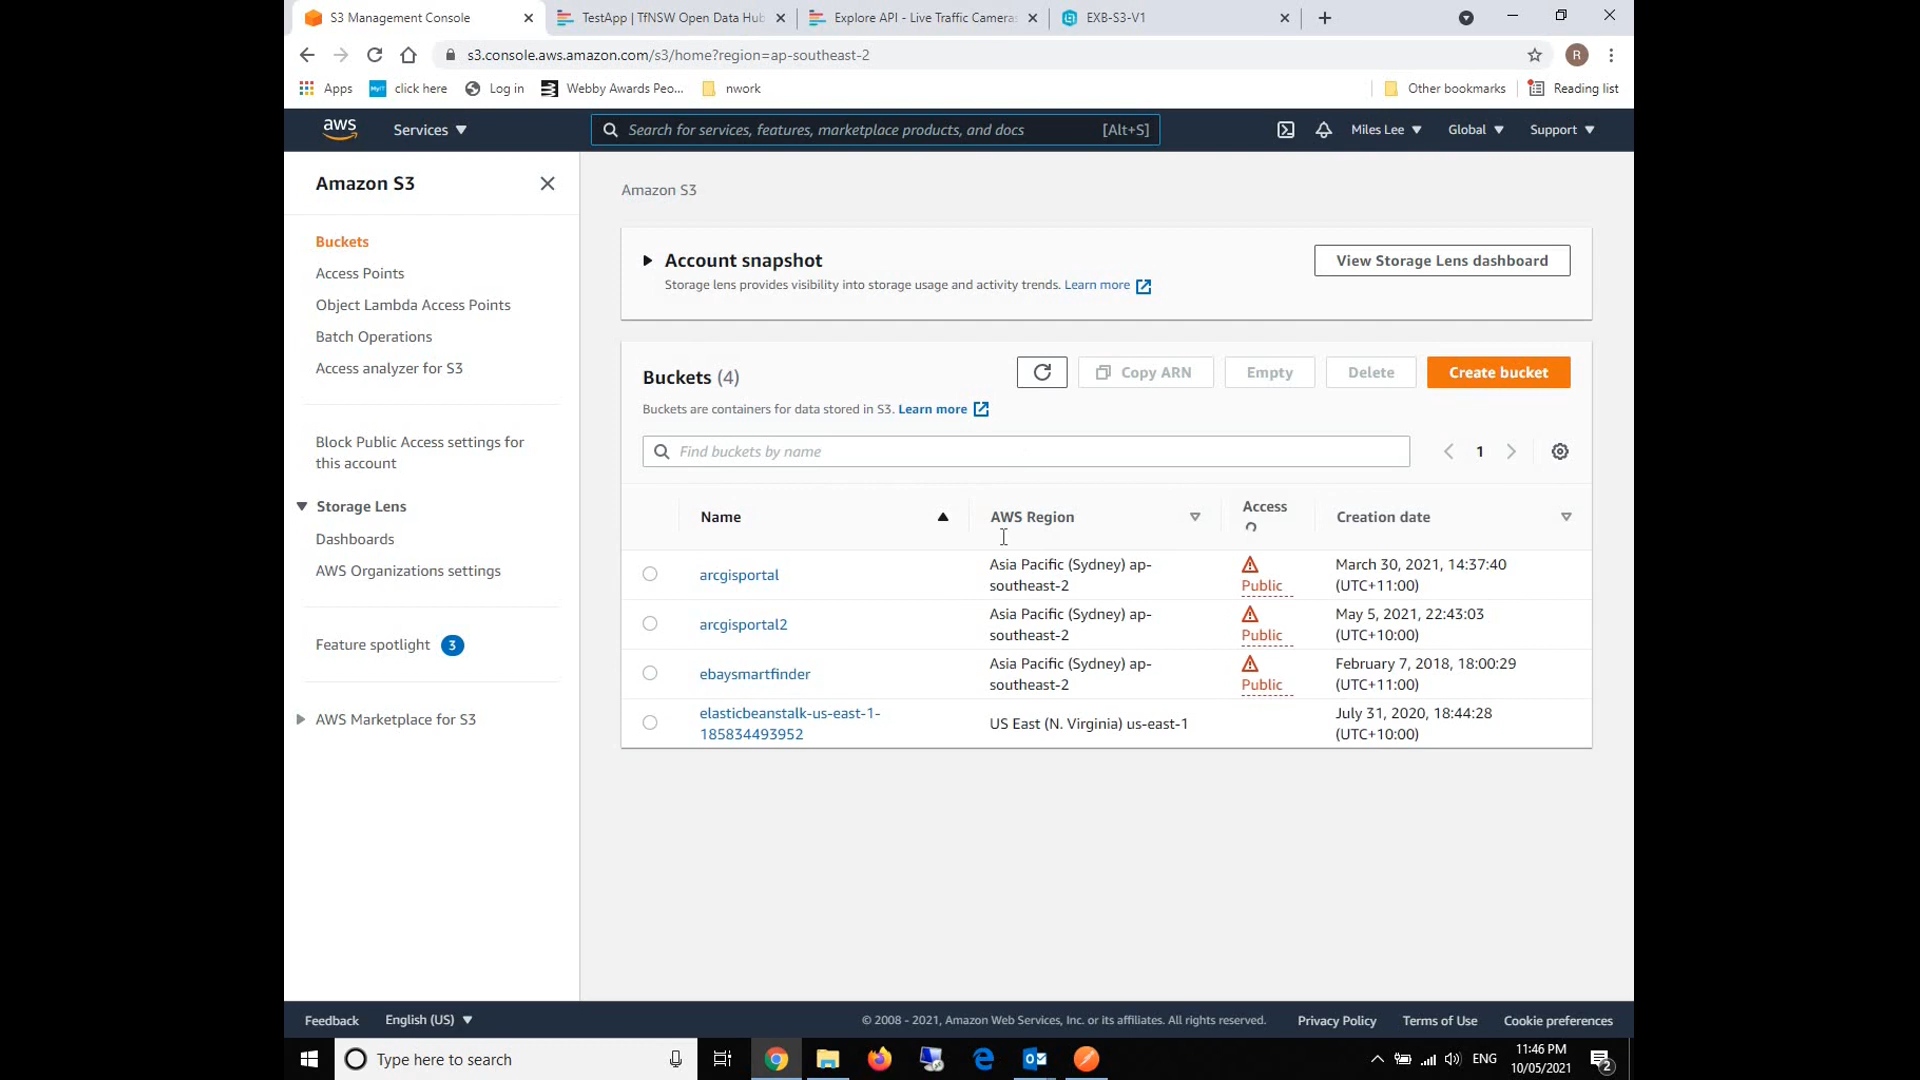 S3 Management Console
TestApp | TfNSW Open Data Hub
Explore API - Live Traffic Cameras
EXB-S3-V1
s3.console.aws.amazon.com/s3/home?region=ap-southeast-2
R
Apps
click here
Log in
Webby Awards Peo...
nwork
Other bookmarks
Reading list
aws
Services
Search for services, features, marketplace products, and docs
[Alt+S]
Miles Lee
Global
Support
Amazon S3
Buckets
Access Points
Object Lambda Access Points
Batch Operations
Access analyzer for S3
Block Public Access settings for
this account
Storage Lens
Dashboards
AWS Organizations settings
Feature spotlight 3
AWS Marketplace for S3
Amazon S3
Account snapshot
View Storage Lens dashboard
Storage lens provides visibility into storage usage and activity trends. Learn more
Buckets (4)
Copy ARN
Empty
Delete
Create bucket
Buckets are containers for data stored in S3. Learn more
Find buckets by name
1
Name
AWS Region
Access
Creation date
arcgisportal
Asia Pacific (Sydney) ap-
southeast-2
Public
March 30, 2021, 14:37:40
(UTC+11:00)
arcgisportal2
Asia Pacific (Sydney) ap-
southeast-2
Public
May 5, 2021, 22:43:03
(UTC+10:00)
ebaysmartfinder
Asia Pacific (Sydney) ap-
southeast-2
Public
February 7, 2018, 18:00:29
(UTC+11:00)
elasticbeanstalk-us-east-1-
185834493952
US East (N. Virginia) us-east-1
July 31, 2020, 18:44:28
(UTC+10:00)
Feedback
English (US)
© 2008 - 2021, Amazon Web Services, Inc. or its affiliates. All rights reserved.
Privacy Policy
Terms of Use
Cookie preferences
Type here to search
ENG
11:46 PM
10/05/2021
2